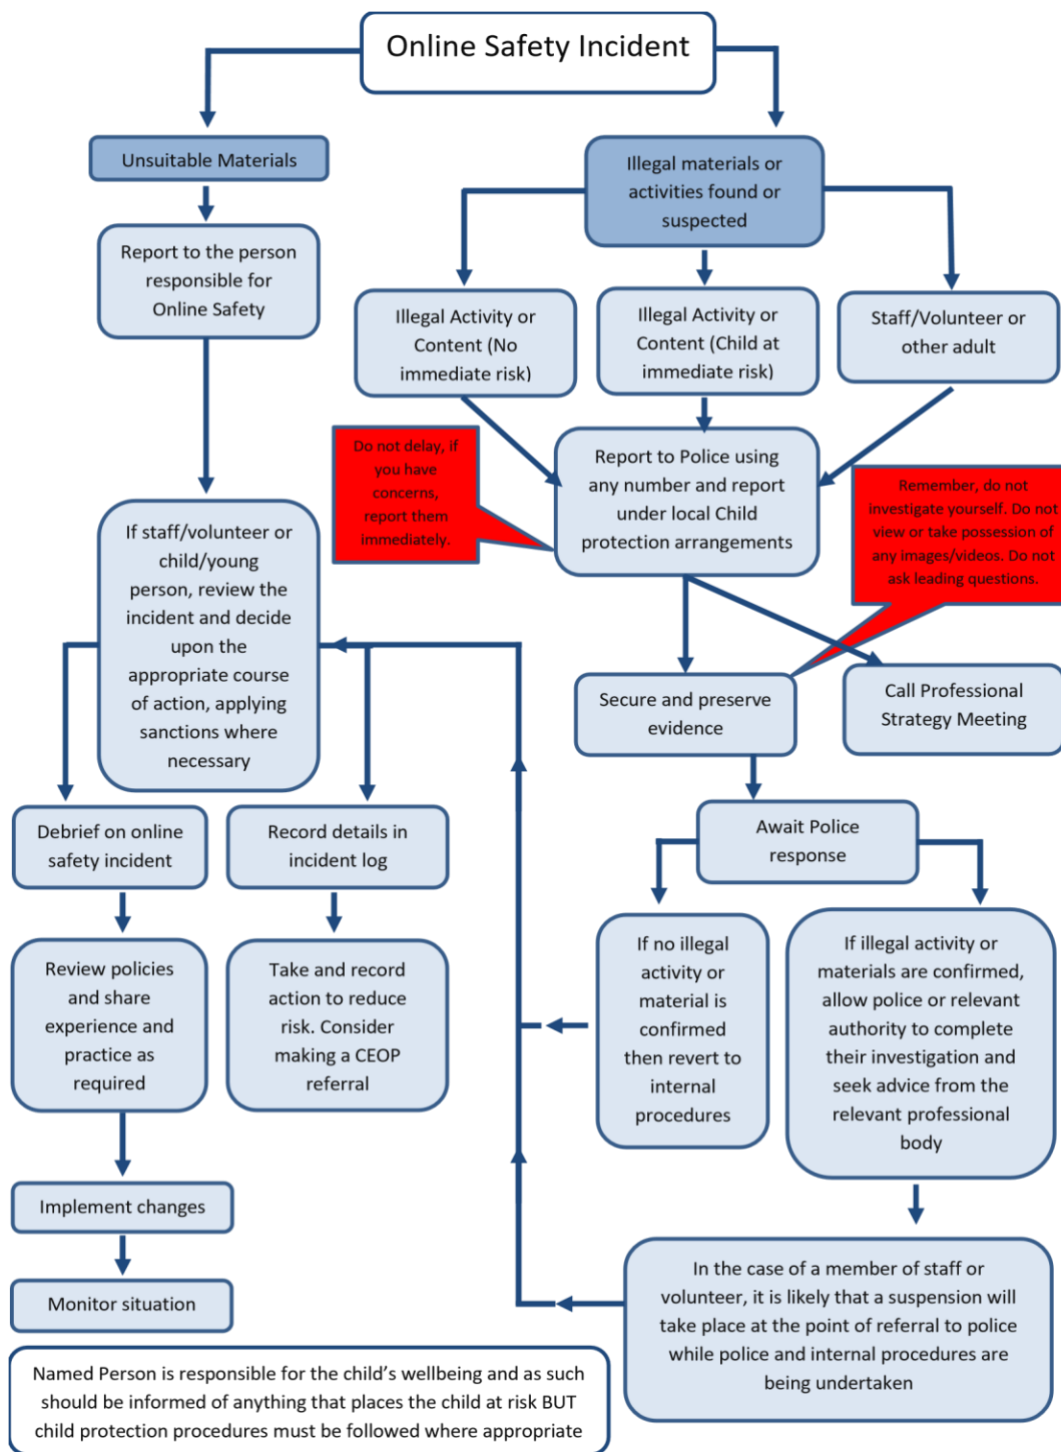 Online Safety Incident
Unsuitable Materials
Illegal materials or
activities found or
suspected
Report to the person
responsible for
Online Safety
Illegal Activity or
Content (No
immediate risk)
Illegal Activity or
Content (Child at
immediate risk)
Staff/Volunteer or
other adult
Do not delay, if
you have
concerns,
report them
immediately.
Report to Police using
any number and report
under local Child
protection arrangements
Remember, do not
investigate yourself. Do not
view or take possession of
any images/videos. Do not
ask leading questions.
If staff/volunteer or
child/young
person, review the
incident and decide
upon the
appropriate course
of action, applying
sanctions where
necessary
Secure and preserve
evidence
Call Professional
Strategy Meeting
Debrief on online
safety incident
Record details in
incident log
Await Police
response
Review policies
and share
experience and
practice as
required
Take and record
action to reduce
risk. Consider
making a CEOP
referral
If no illegal
activity or
material is
confirmed
then revert to
internal
procedures
If illegal activity or
materials are confirmed,
allow police or relevant
authority to complete
their investigation and
seek advice from the
relevant professional
body
Implement changes
Monitor situation
In the case of a member of staff or
volunteer, it is likely that a suspension will
take place at the point of referral to police
while police and internal procedures are
being undertaken
Named Person is responsible for the child’s wellbeing and as such
should be informed of anything that places the child at risk BUT
child protection procedures must be followed where appropriate